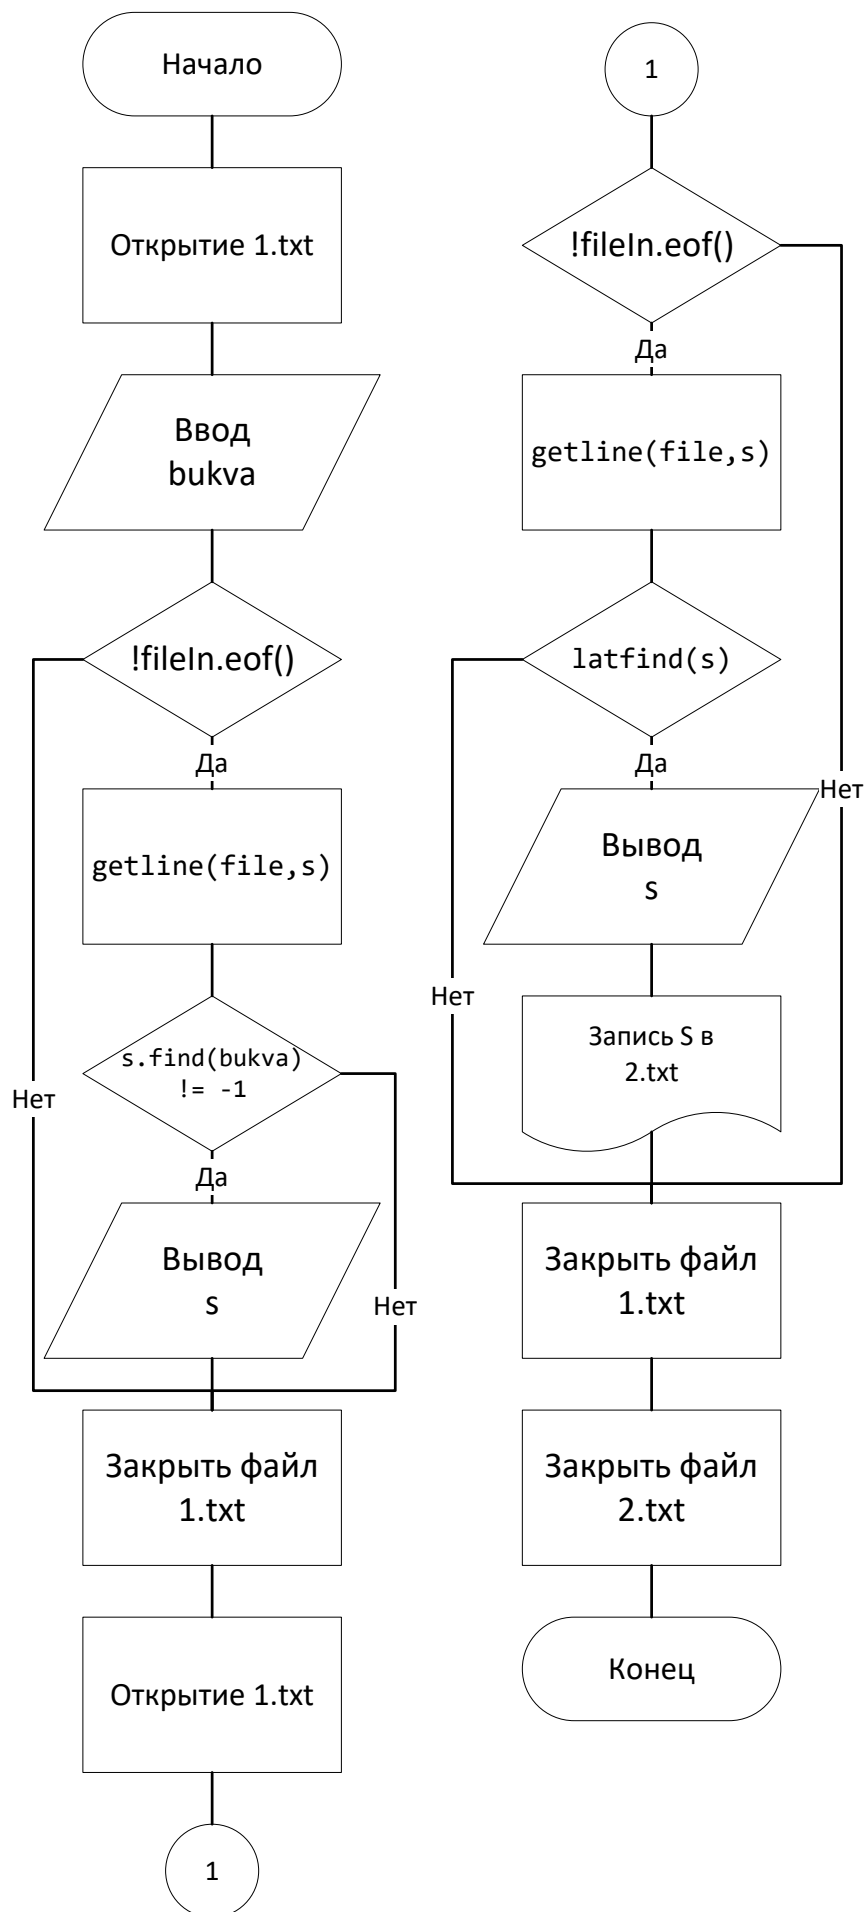 Начало
Открытие 1.txt
Ввод
bukva
!fileIn.eof()
Да
getline(file,s)
s.find(bukva)
!= -1
Нет
Да
Вывод
s
Нет
Закрыть файл
1.txt
Открытие 1.txt
1
1
!fileIn.eof()
Да
getline(file,s)
latfind(s)
Да
Нет
Вывод
s
Нет
Запись S в
2.txt
Закрыть файл
1.txt
Закрыть файл
2.txt
Конец